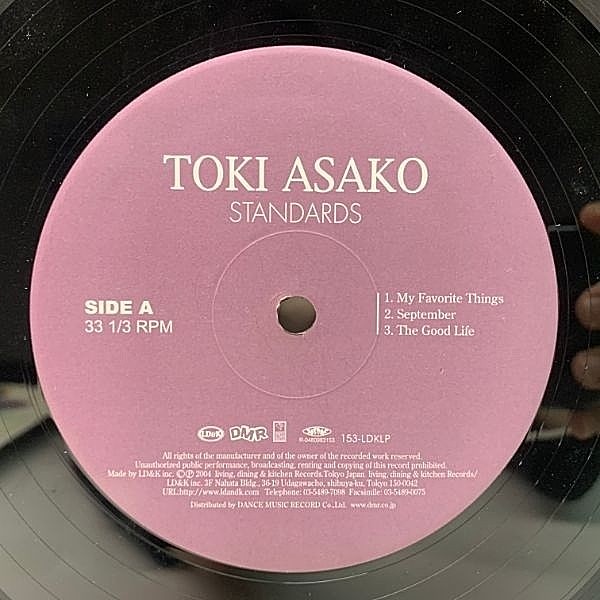 TOKI ASAKO
STANDARDS
SIDE A
33 1/3 RPM
1. My Favorite Things
2. September
3. The Good Life
LD&K DMR 153-LDKLP
All rights of the manufacturer and of the owner of the recorded work reserved.
Unauthorized public performance, broadcasting, renting and copying of this record prohibited.
Made by LD&K inc. ©Ⓟ 2004 living, dining & kitchen Records.Tokyo Japan. living, dining & kitchen Records/
LD&K inc. 3F Nahata Bldg., 36-19 Udagawacho, shibuya-ku, Tokyo 150-0042
URL:http://www.ldandk.com Telephone: 03-5489-7098 Facsimile: 03-5489-0075
Distributed by DANCE MUSIC RECORD Co.,Ltd. www.dmr.co.jp